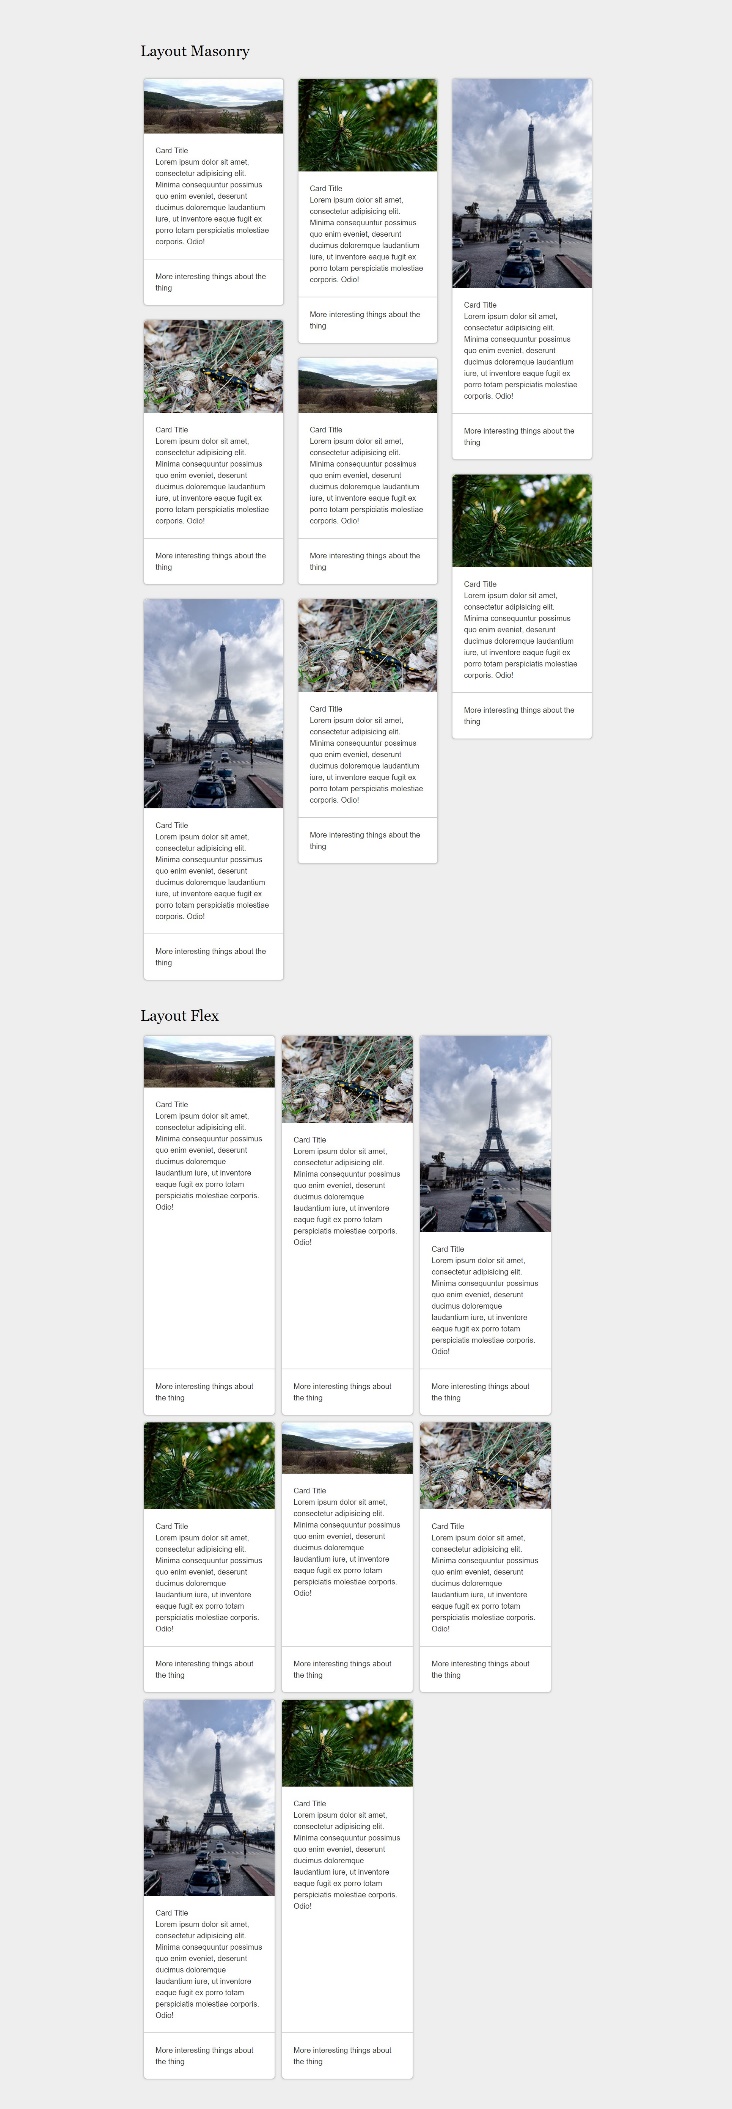 Layout Masonry
Card Title
Lorem ipsum dolor sit amet,
consectetur adipisicing elit.
Minima consequuntur possimus
quo enim eveniet, deserunt
ducimus doloremque laudantium
iure, ut inventore eaque fugit ex
porro totam perspiciatis molestiae
corporis. Odio!
More interesting things about the
thing
Card Title
Lorem ipsum dolor sit amet,
consectetur adipisicing elit.
Minima consequuntur possimus
quo enim eveniet, deserunt
ducimus doloremque laudantium
iure, ut inventore eaque fugit ex
porro totam perspiciatis molestiae
corporis. Odio!
More interesting things about the
thing
Card Title
Lorem ipsum dolor sit amet,
consectetur adipisicing elit.
Minima consequuntur possimus
quo enim eveniet, deserunt
ducimus doloremque laudantium
iure, ut inventore eaque fugit ex
porro totam perspiciatis molestiae
corporis. Odio!
More interesting things about the
thing
Card Title
Lorem ipsum dolor sit amet,
consectetur adipisicing elit.
Minima consequuntur possimus
quo enim eveniet, deserunt
ducimus doloremque laudantium
iure, ut inventore eaque fugit ex
porro totam perspiciatis molestiae
corporis. Odio!
More interesting things about the
thing
Card Title
Lorem ipsum dolor sit amet,
consectetur adipisicing elit.
Minima consequuntur possimus
quo enim eveniet, deserunt
ducimus doloremque laudantium
iure, ut inventore eaque fugit ex
porro totam perspiciatis molestiae
corporis. Odio!
More interesting things about the
thing
Card Title
Lorem ipsum dolor sit amet,
consectetur adipisicing elit.
Minima consequuntur possimus
quo enim eveniet, deserunt
ducimus doloremque laudantium
iure, ut inventore eaque fugit ex
porro totam perspiciatis molestiae
corporis. Odio!
More interesting things about the
thing
Card Title
Lorem ipsum dolor sit amet,
consectetur adipisicing elit.
Minima consequuntur possimus
quo enim eveniet, deserunt
ducimus doloremque laudantium
iure, ut inventore eaque fugit ex
porro totam perspiciatis molestiae
corporis. Odio!
More interesting things about the
thing
Card Title
Lorem ipsum dolor sit amet,
consectetur adipisicing elit.
Minima consequuntur possimus
quo enim eveniet, deserunt
ducimus doloremque laudantium
iure, ut inventore eaque fugit ex
porro totam perspiciatis molestiae
corporis. Odio!
More interesting things about the
thing
Layout Flex
Card Title
Lorem ipsum dolor sit amet,
consectetur adipisicing elit.
Minima consequuntur possimus
quo enim eveniet, deserunt
ducimus doloremque
laudantium iure, ut inventore
eaque fugit ex porro totam
perspiciatis molestiae corporis.
Odio!
More interesting things about
the thing
Card Title
Lorem ipsum dolor sit amet,
consectetur adipisicing elit.
Minima consequuntur possimus
quo enim eveniet, deserunt
ducimus doloremque
laudantium iure, ut inventore
eaque fugit ex porro totam
perspiciatis molestiae corporis.
Odio!
More interesting things about
the thing
Card Title
Lorem ipsum dolor sit amet,
consectetur adipisicing elit.
Minima consequuntur possimus
quo enim eveniet, deserunt
ducimus doloremque
laudantium iure, ut inventore
eaque fugit ex porro totam
perspiciatis molestiae corporis.
Odio!
More interesting things about
the thing
Card Title
Lorem ipsum dolor sit amet,
consectetur adipisicing elit.
Minima consequuntur possimus
quo enim eveniet, deserunt
ducimus doloremque
laudantium iure, ut inventore
eaque fugit ex porro totam
perspiciatis molestiae corporis.
Odio!
More interesting things about
the thing
Card Title
Lorem ipsum dolor sit amet,
consectetur adipisicing elit.
Minima consequuntur possimus
quo enim eveniet, deserunt
ducimus doloremque
laudantium iure, ut inventore
eaque fugit ex porro totam
perspiciatis molestiae corporis.
Odio!
More interesting things about
the thing
Card Title
Lorem ipsum dolor sit amet,
consectetur adipisicing elit.
Minima consequuntur possimus
quo enim eveniet, deserunt
ducimus doloremque
laudantium iure, ut inventore
eaque fugit ex porro totam
perspiciatis molestiae corporis.
Odio!
More interesting things about
the thing
Card Title
Lorem ipsum dolor sit amet,
consectetur adipisicing elit.
Minima consequuntur possimus
quo enim eveniet, deserunt
ducimus doloremque
laudantium iure, ut inventore
eaque fugit ex porro totam
perspiciatis molestiae corporis.
Odio!
More interesting things about
the thing
Card Title
Lorem ipsum dolor sit amet,
consectetur adipisicing elit.
Minima consequuntur possimus
quo enim eveniet, deserunt
ducimus doloremque
laudantium iure, ut inventore
eaque fugit ex porro totam
perspiciatis molestiae corporis.
Odio!
More interesting things about
the thing